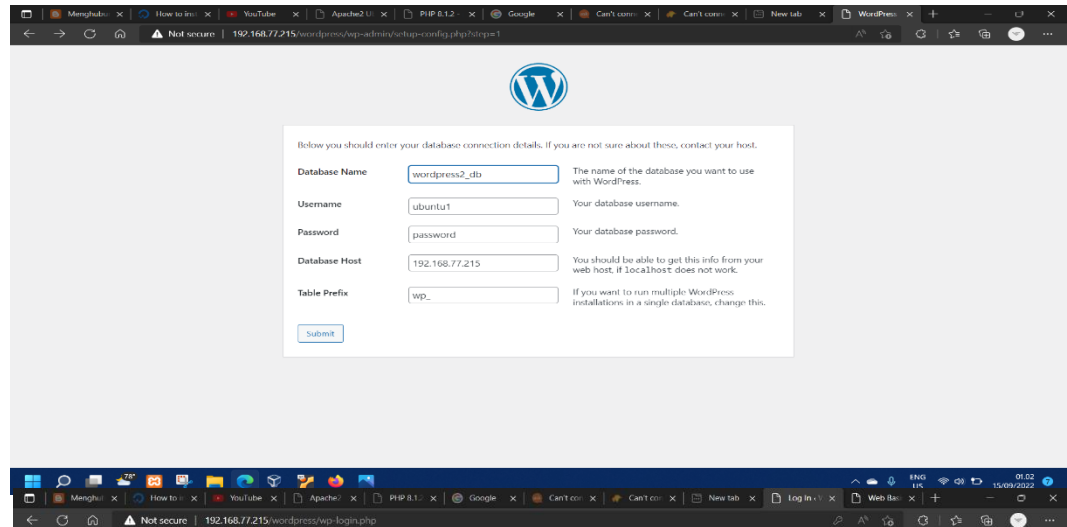 Menghubu How to inst YouTube Apache2 U PHP 8.1.2 - Google Can't conn Can't conn New tab WordPress
Not secure | 192.168.77.215/wordpress/wp-admin/setup-config.php?step=1
Below you should enter your database connection details. If you are not sure about these, contact your host.
Database Name wordpress2_db The name of the database you want to use
with WordPress.
Username ubuntu1 Your database username.
Password password Your database password.
Database Host 192.168.77.215 You should be able to get this info from your
web host, if localhost does not work.
Table Prefix wp_ If you want to run multiple WordPress
installations in a single database, change this.
Submit
78°
ENG
US
01.02
15/09/2022
Menghut How to i YouTube Apache2 PHP 8.1.2 Google Can't con Can't con New tab Log In ‹ Web Bas
Not secure | 192.168.77.215/wordpress/wp-login.php